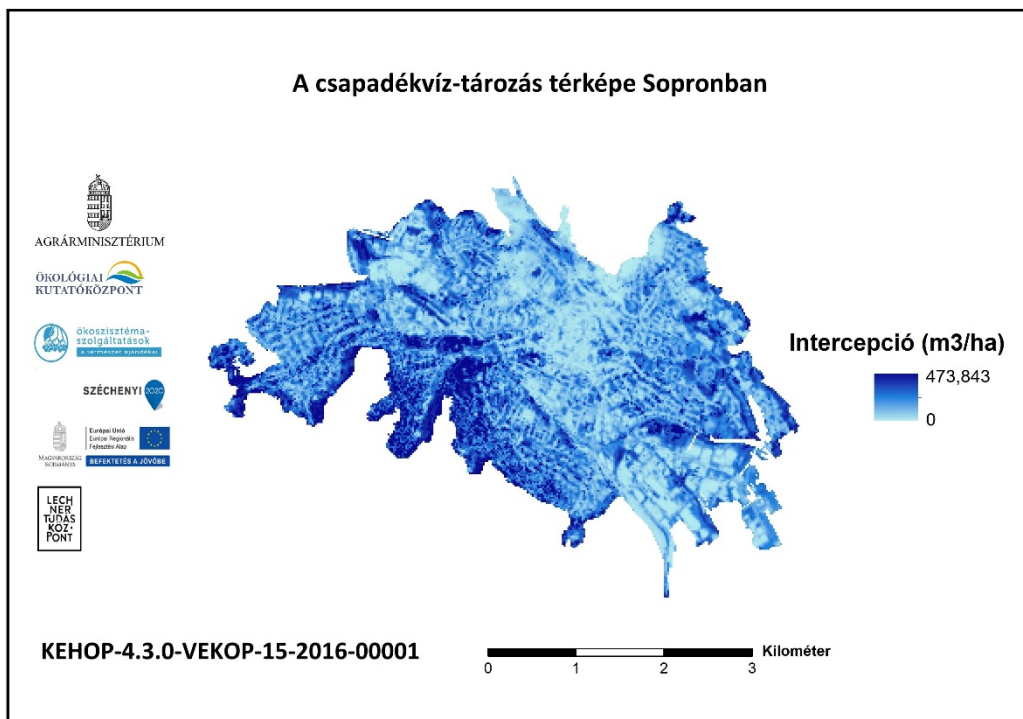 A csapadékvíz-tározás térképe Sopronban
AGRÁRMINISZTÉRIUM
ÖKOLÓGIAI
KUTATÓKÖZPONT
ökoszisztéma-
szolgáltatások
a természet ajándékai
SZÉCHENYI 2020
MAGYARORSZÁG
KORMÁNYA
Európai Unió
Európai Regionális
Fejlesztési Alap
BEFEKTETÉS A JÖVŐBE
LECH
NER
TUDÁS
KÖZ-
PONT
Intercepció (m3/ha)
473,843
0
KEHOP-4.3.0-VEKOP-15-2016-00001
Kilométer
0 1 2 3